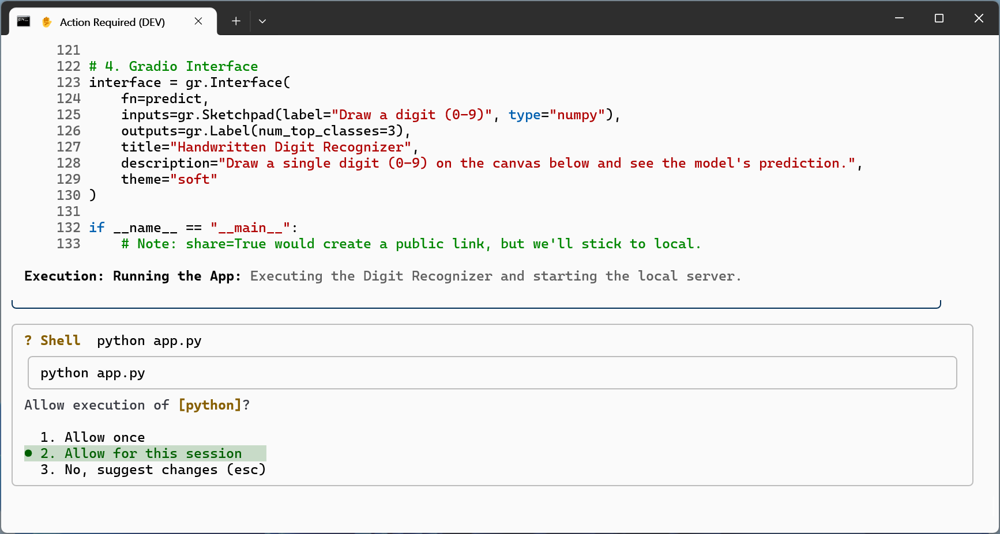 Action Required (DEV)
121
122 # 4. Gradio Interface
123 interface = gr.Interface(
124     fn=predict,
125     inputs=gr.Sketchpad(label="Draw a digit (0-9)", type="numpy"),
126     outputs=gr.Label(num_top_classes=3),
127     title="Handwritten Digit Recognizer",
128     description="Draw a single digit (0-9) on the canvas below and see the model's prediction.",
129     theme="soft"
130 )
131
132 if __name__ == "__main__":
133     # Note: share=True would create a public link, but we'll stick to local.
Execution: Running the App: Executing the Digit Recognizer and starting the local server.
? Shell  python app.py
python app.py
Allow execution of [python]?
1. Allow once
● 2. Allow for this session
3. No, suggest changes (esc)